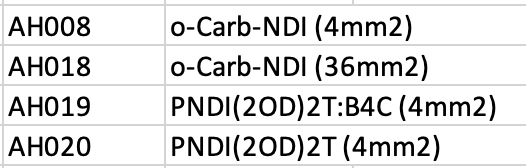 AH008 o-Carb-NDI (4mm2)
AH018 o-Carb-NDI (36mm2)
AH019 PNDI(2OD)2T:B4C (4mm2)
AH020 PNDI(2OD)2T (4mm2)